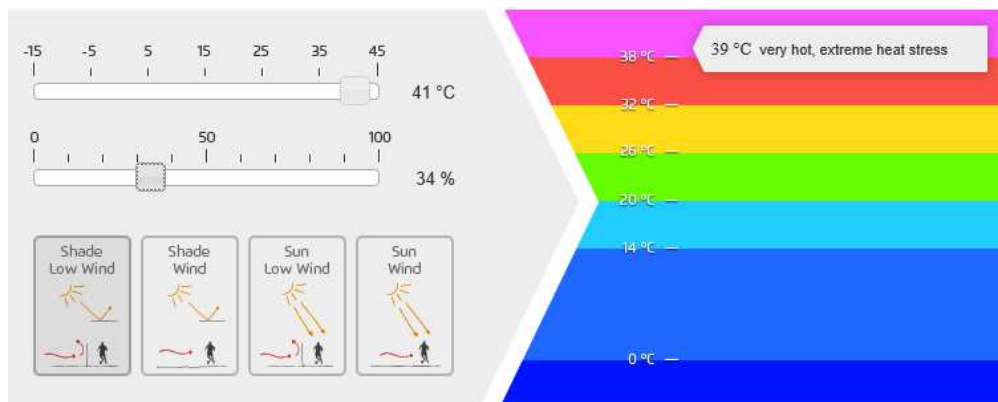 -15 -5 5 15 25 35 45
41 °C
0 50 100
34 %
Shade
Low Wind
Shade
Wind
Sun
Low Wind
Sun
Wind
39 °C very hot, extreme heat stress
38 °C
32 °C
26 °C
20 °C
14 °C
0 °C